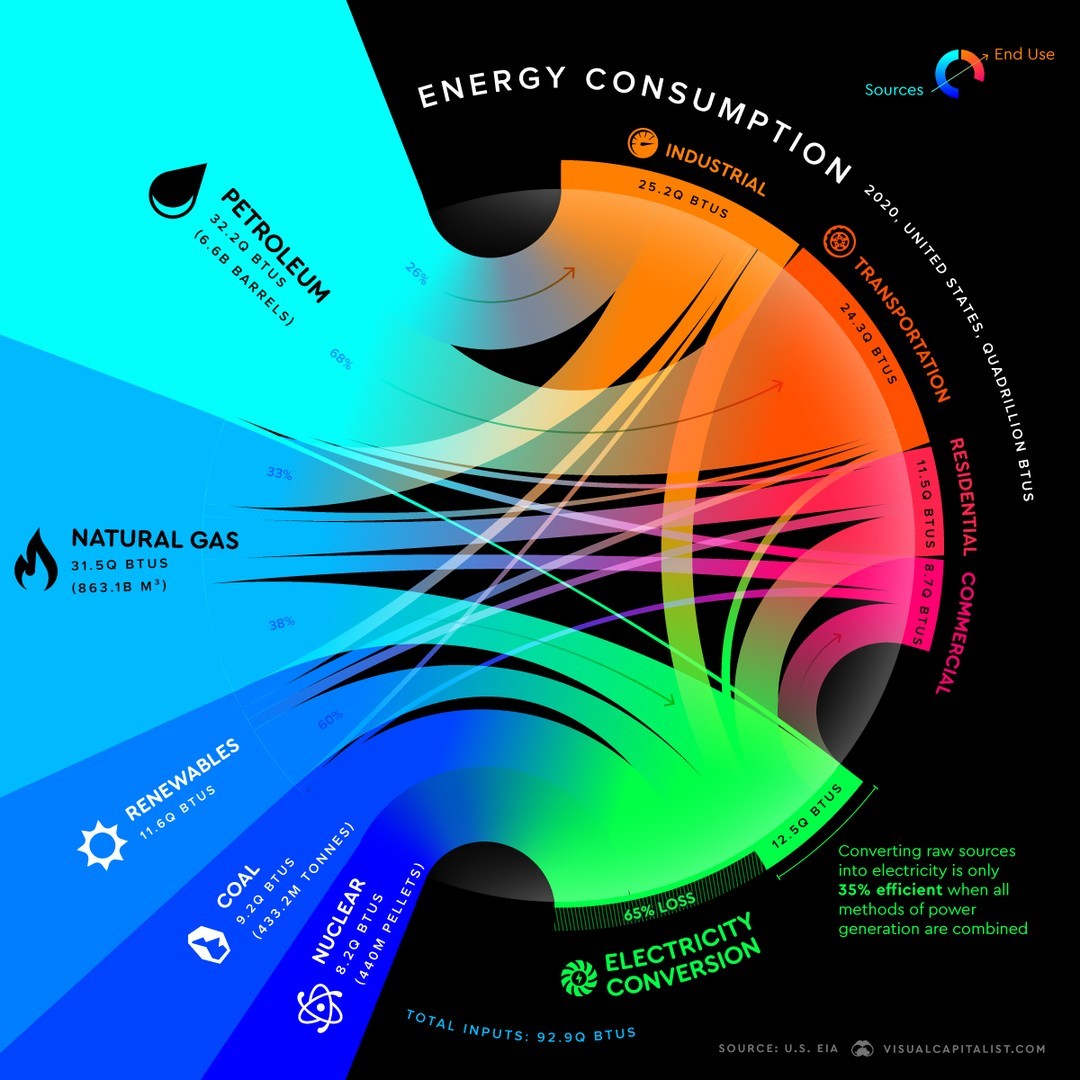 ENERGY CONSUMPTION
2020, UNITED STATES, QUADRILLION BTUS
End Use
Sources
INDUSTRIAL
25.2Q BTUS
TRANSPORTATION
24.3Q BTUS
RESIDENTIAL
11.5Q BTUS
COMMERCIAL
8.7Q BTUS
PETROLEUM
32.2Q BTUS
(6.6B BARRELS)
26%
68%
NATURAL GAS
31.5Q BTUS
(863.1B M³)
33%
38%
RENEWABLES
11.6Q BTUS
60%
COAL
9.2Q BTUS
(433.2M TONNES)
NUCLEAR
8.2Q BTUS
(440M PELLETS)
12.5Q BTUS
65% LOSS
ELECTRICITY
CONVERSION
Converting raw sources
into electricity is only
35% efficient when all
methods of power
generation are combined
TOTAL INPUTS: 92.9Q BTUS
SOURCE: U.S. EIA
VISUALCAPITALIST.COM